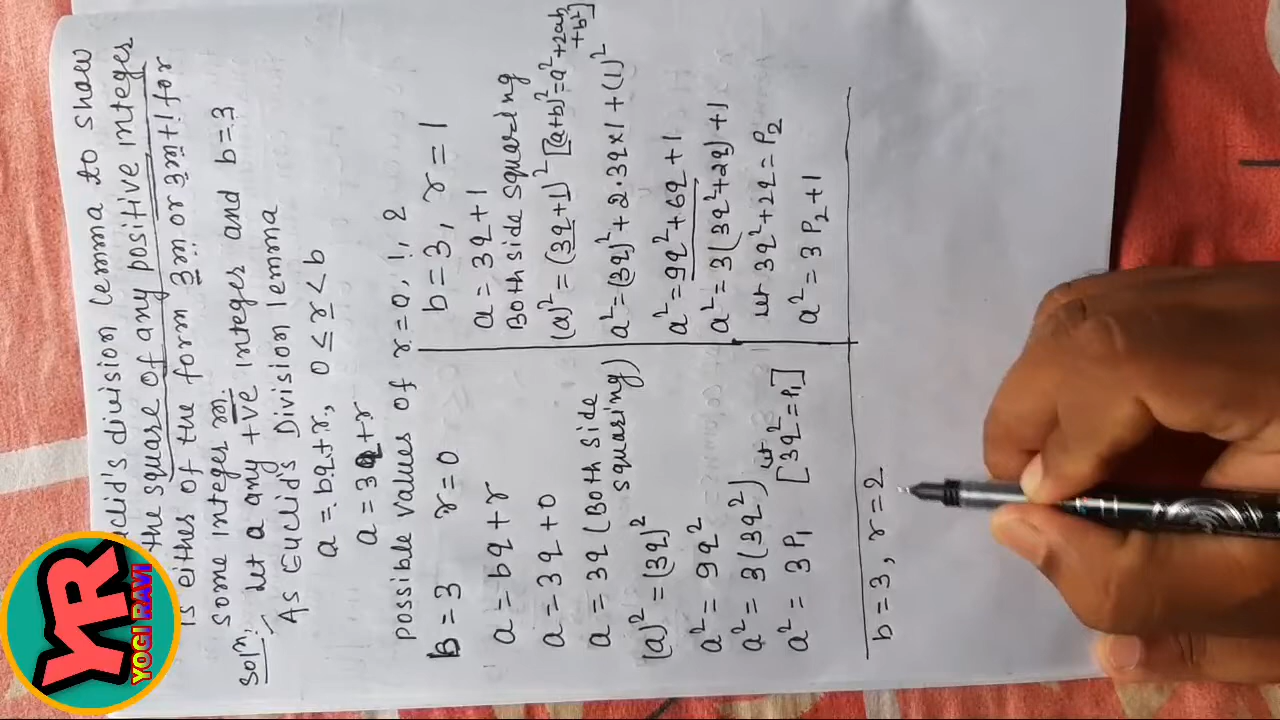 uclid's division lemma to show
the square of any positive integer
is either of the form 3m or 3m+1 for
some integer m.
Solⁿ. Let a any +ve integer and b=3
As Euclid's Division lemma
a=bq+r, 0≤r<b
a=3q+r
possible values of r=0,1,2
B=3 r=0
a=bq+r
a=3q+0
a=3q (Both side squaring)
(a)²=(3q)²
a²=9q²
a²=3(3q²) let
a²=3P₁ [3q²=P₁]
b=3, r=1
a=3q+1
Both side squaring
(a)²=(3q+1)² [(a+b)²=a²+2ab+b²]
a²=(3q)²+2·3q×1+(1)²
a²=9q²+6q+1
a²=3(3q²+2q)+1
let 3q²+2q=P₂
a²=3P₂+1
b=3, r=2
YR
YOGI RAVI